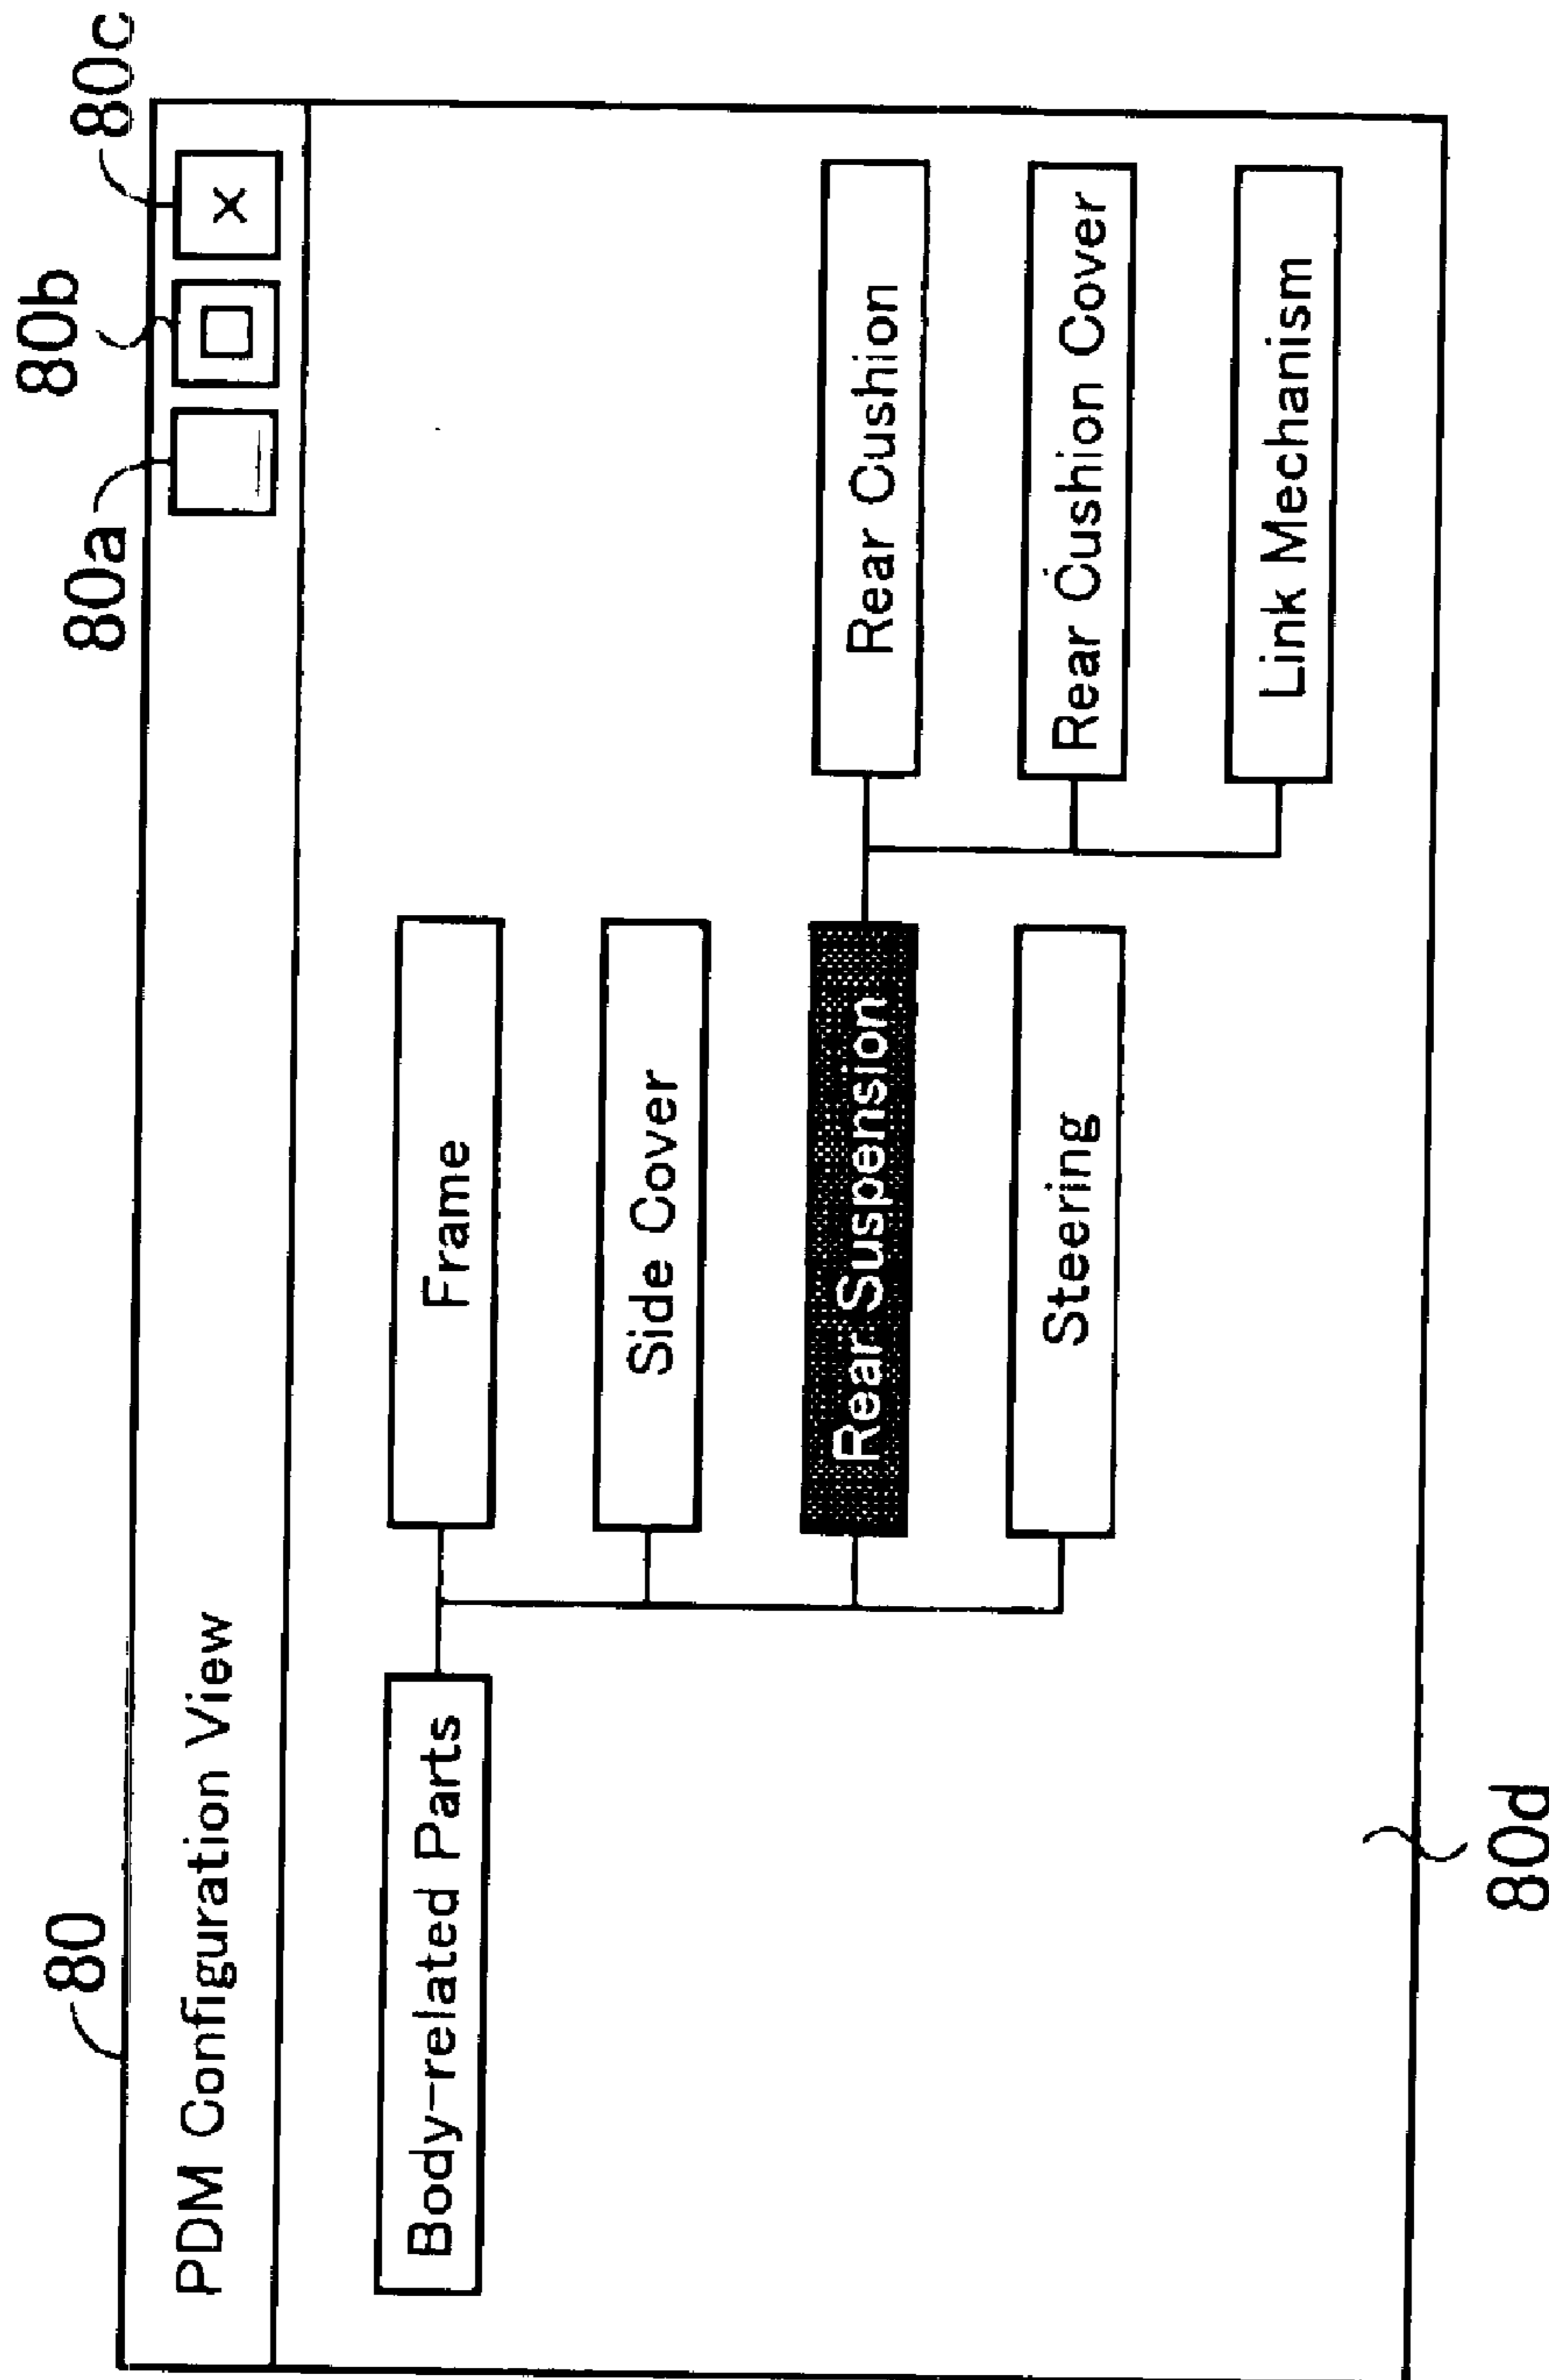 80
80a
80b
80c
PDM Configuration View
×
Body-related Parts
Frame
Side Cover
Rear Suspension
Rear Cushion
Steering
Rear Cushion Cover
Link Mechanism
80d